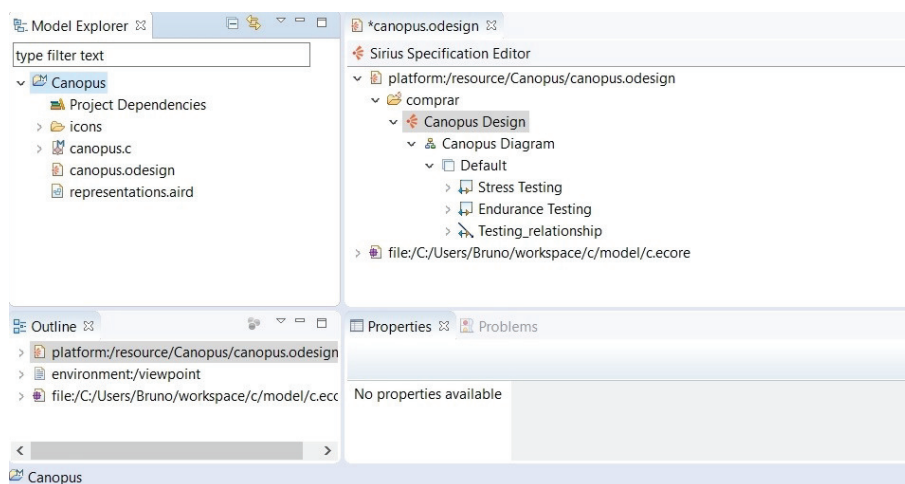 Model Explorer
type filter text
Canopus
Project Dependencies
icons
canopus.c
canopus.odesign
representations.aird
*canopus.odesign
Sirius Specification Editor
platform:/resource/Canopus/canopus.odesign
comprar
Canopus Design
Canopus Diagram
Default
Stress Testing
Endurance Testing
Testing_relationship
file:/C:/Users/Bruno/workspace/c/model/c.ecore
Outline
platform:/resource/Canopus/canopus.odesign
environment:/viewpoint
file:/C:/Users/Bruno/workspace/c/model/c.ecc
Properties
Problems
No properties available
Canopus